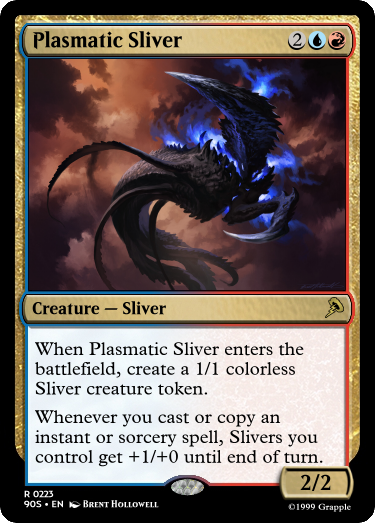 Plasmatic Sliver 2
Creature — Sliver
When Plasmatic Sliver enters the
battlefield, create a 1/1 colorless
Sliver creature token.
Whenever you cast or copy an
instant or sorcery spell, Slivers you
control get +1/+0 until end of turn.
2/2
R 0223
90S • EN Brent Hollowell
©1999 Grapple